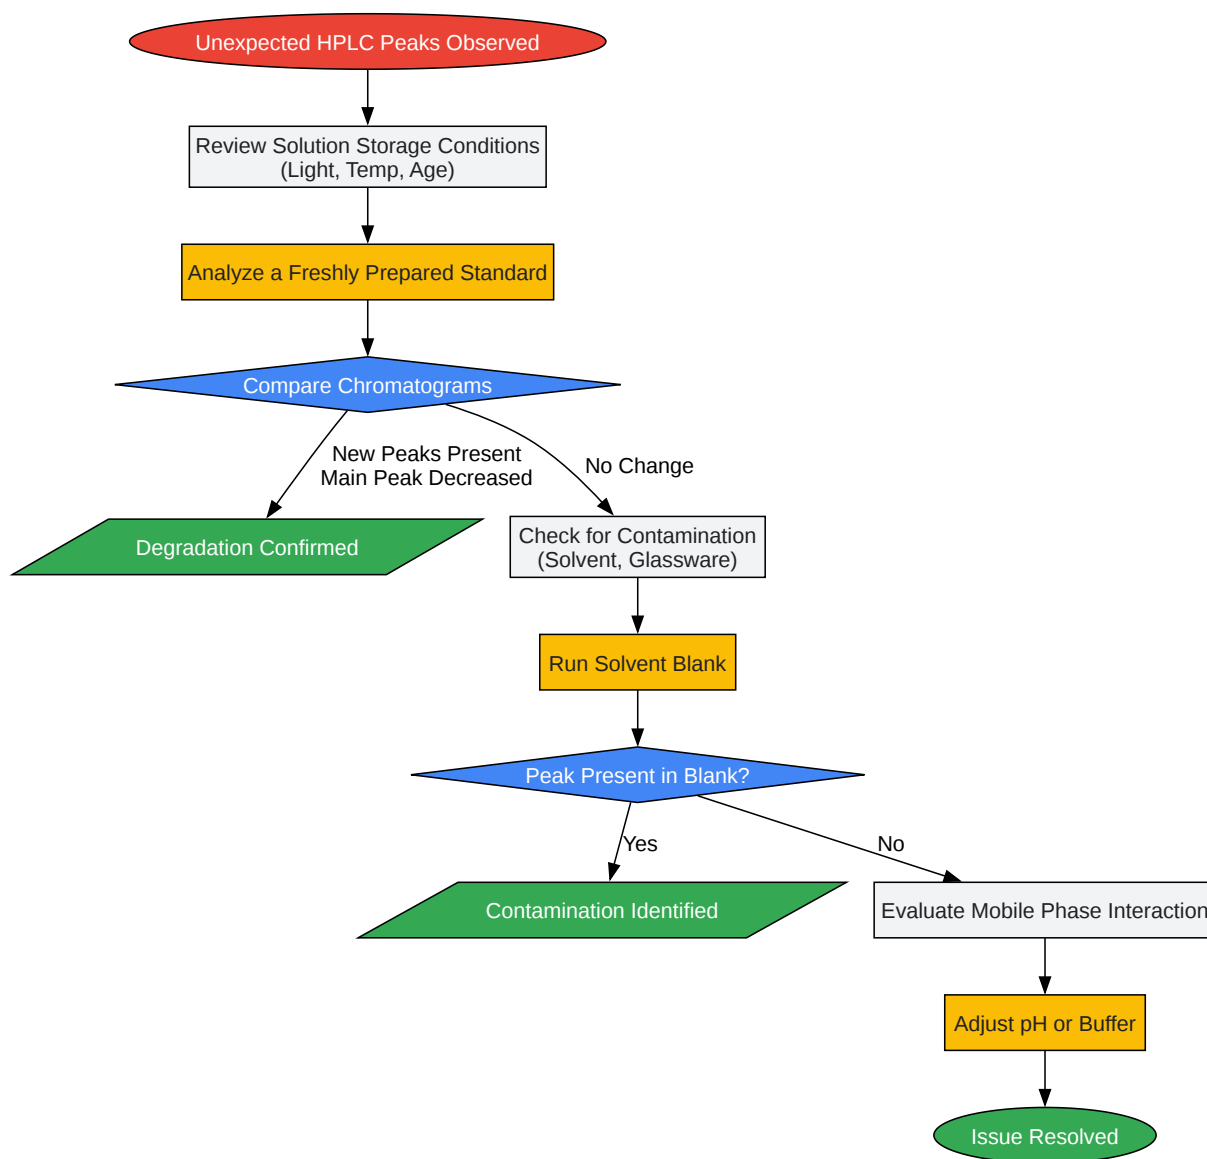 Unexpected HPLC Peaks Observed
Review Solution Storage Conditions
(Light, Temp, Age)
Analyze a Freshly Prepared Standard
Compare Chromatograms
New Peaks Present
Main Peak Decreased
No Change
Degradation Confirmed
Check for Contamination
(Solvent, Glassware)
Run Solvent Blank
Peak Present in Blank?
Yes
No
Contamination Identified
Evaluate Mobile Phase Interaction
Adjust pH or Buffer
Issue Resolved